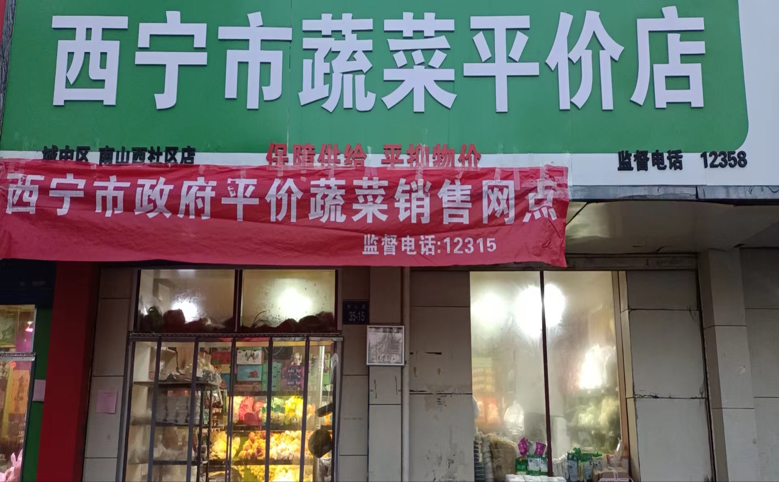 西宁市蔬菜平价店
城中区 南山西社区店 保障供给 平抑物价 监督电话 12358
西宁市政府平价蔬菜销售网点
监督电话:12315
35-15